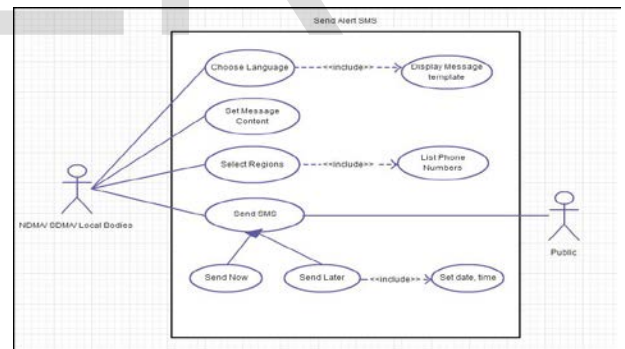 Send Alert SMS
Choose Language
<<include>>
Display Message
template
Set Message
Content
Select Regions
<<include>>
List Phone
Numbers
NDMA/ SDMA/ Local Bodies
Send SMS
Public
Send Now
Send Later
<<include>>
Set date, time